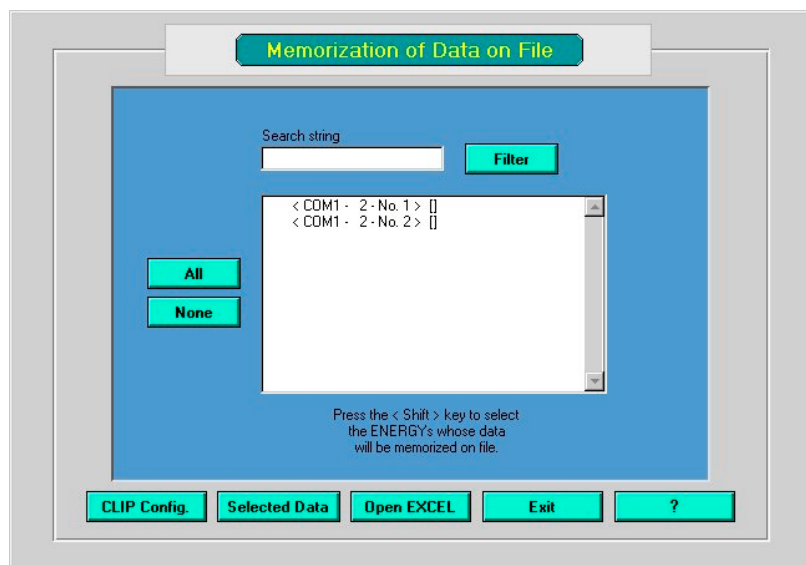 Memorization of Data on File
Search string
Filter
< COM1 -  2 - No. 1 > []
< COM1 -  2 - No. 2 > []
All
None
Press the < Shift > key to select
the ENERGY's whose data
will be memorized on file.
CLIP Config. Selected Data Open EXCEL Exit ?